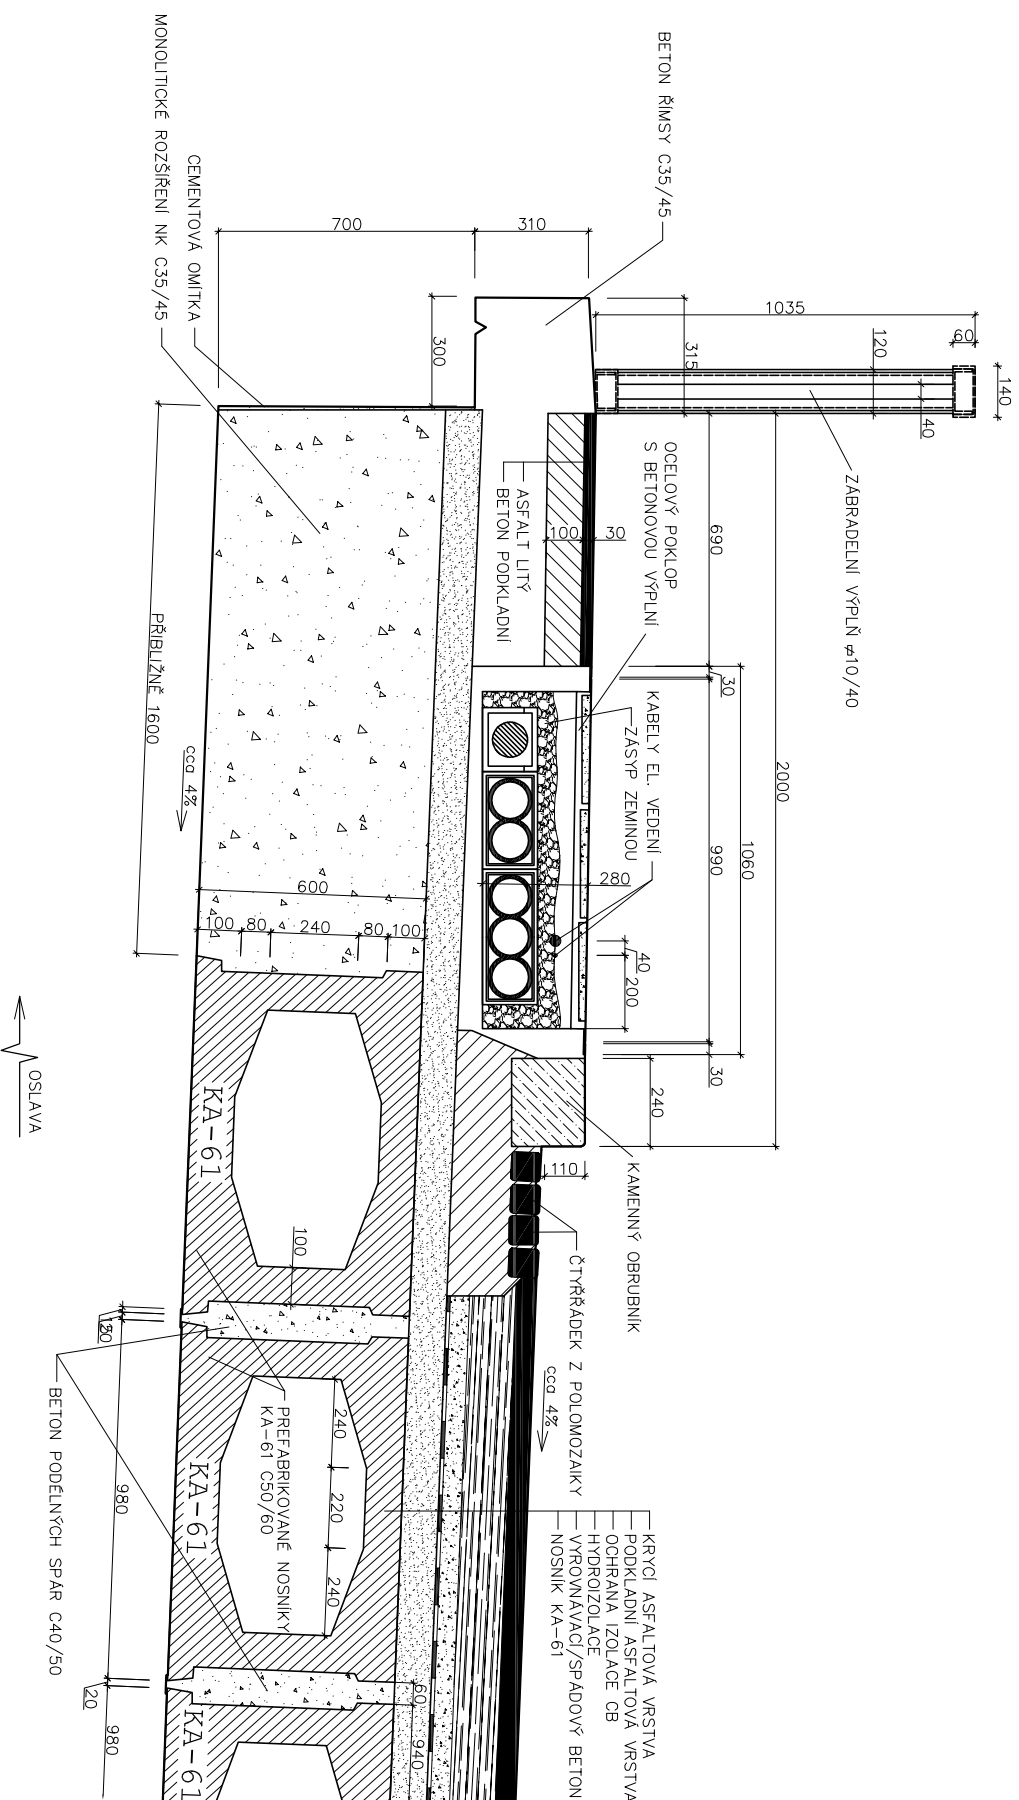 MONOLITICKÉ ROZŠÍŘENÍ NK C35/45
CEMENTOVÁ OMÍTKA
BETON ŘÍMSY C35/45
700
310
300
315
1035
60
140
120
40
ZÁBRADELNÍ VÝPLŇ ⌀10/40
OCELOVÝ POKLOP
S BETONOVOU VÝPLNÍ
ASFALT LITÝ
BETON PODKLADNÍ
100
30
690
30
2000
1060
990
KABELY EL. VEDENÍ
ZÁSYP ZEMINOU
280
PŘIBLIŽNĚ 1600
cca 4%
600
100
80
240
80
100
40
200
30
240
110
KAMENNÝ OBRUBNÍK
ČTYŘŘÁDEK Z POLOMOZAIKY
cca 4%
OSLAVA
KA-61
100
20
980
KA-61
PREFABRIKOVANÉ NOSNÍKY
KA-61 C50/60
240
220
240
BETON PODÉLNÝCH SPÁR C40/50
KRYCÍ ASFALTOVÁ VRSTVA
PODKLADNÍ ASFALTOVÁ VRSTVA
OCHRANA IZOLACE CB
HYDROIZOLACE
VYROVNÁVACÍ/SPÁDOVÝ BETON
NOSNÍK KA-61
20
980
60
940
KA-61